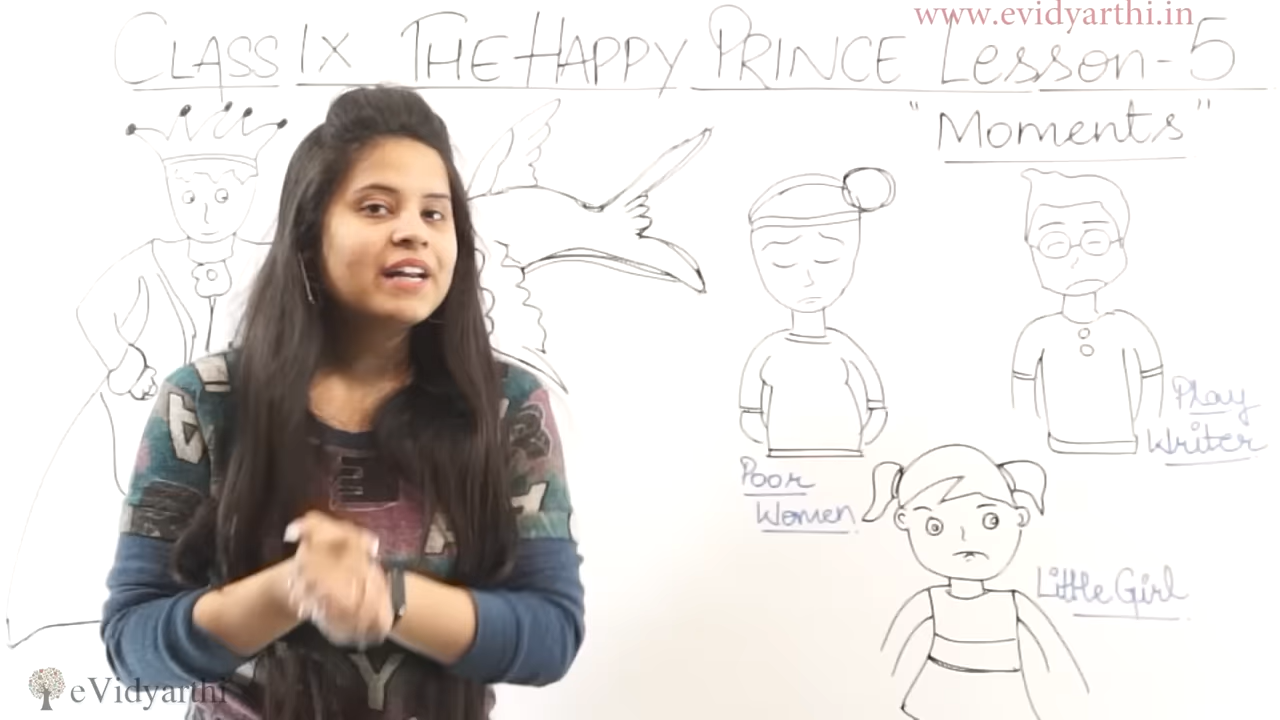 www.evidyarthi.in
CLASS IX THE HAPPY PRINCE Lesson-5
"Moments"
Play
Writer
Poor
Women
Little Girl
eVidyarthi